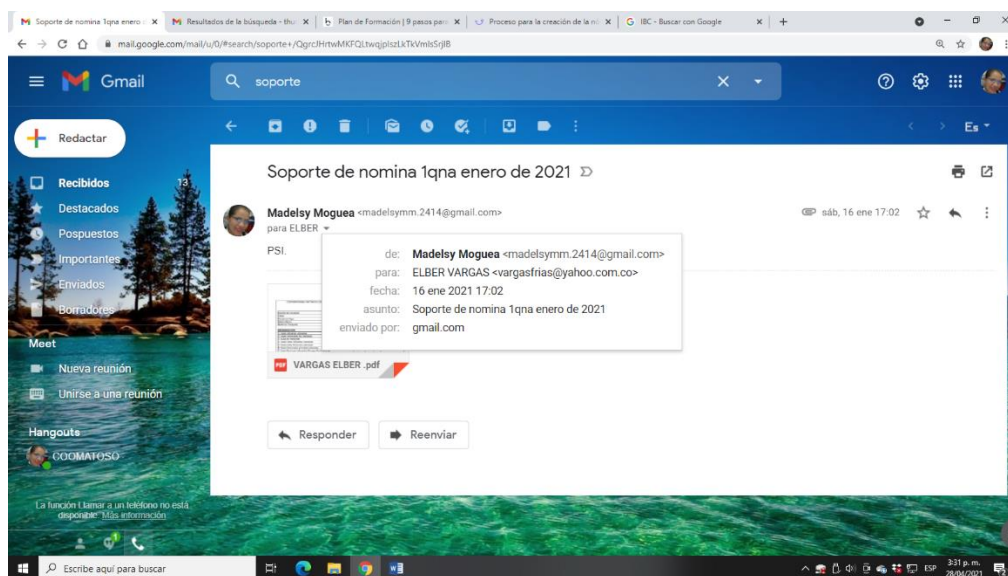 Soporte de nomina 1qna enero d
Resultados de la búsqueda - thu
Plan de Formación | 9 pasos para
Proceso para la creación de la nó
IBC - Buscar con Google
mail.google.com/mail/u/0/#search/soporte+/QgrcJHrtwMKFQLtwqjplszLkTkVmlsSrjlB
Gmail
soporte
Redactar
Es
Recibidos 13
Soporte de nomina 1qna enero de 2021
Destacados
Madelsy Moguea <madelsymm.2414@gmail.com>
sáb, 16 ene 17:02
para ELBER
Pospuestos
PSI.
Importantes
Enviados
Borradores
de: Madelsy Moguea <madelsymm.2414@gmail.com>
para: ELBER VARGAS <vargasfrias@yahoo.com.co>
fecha: 16 ene 2021 17:02
asunto: Soporte de nomina 1qna enero de 2021
enviado por: gmail.com
PDF VARGAS ELBER .pdf
Meet
Nueva reunión
Unirse a una reunión
Responder
Reenviar
Hangouts
COOMATOSO
La función Llamar a un teléfono no está
disponible. Más información
1
Escribe aquí para buscar
ESP
3:31 p. m.
28/04/2021